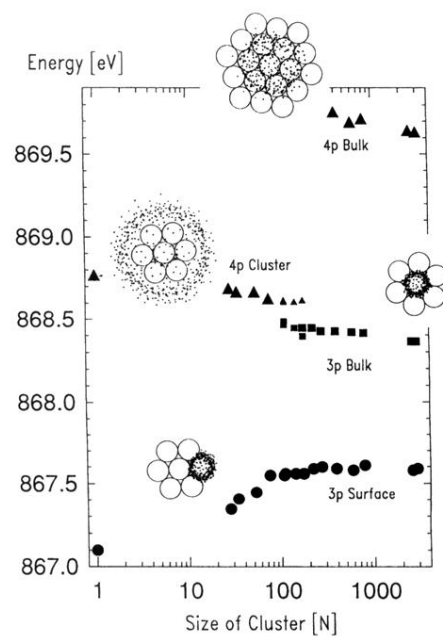 Energy [eV]
869.5
4p Bulk
869.0
4p Cluster
868.5
3p Bulk
868.0
867.5
3p Surface
867.0
1 10 100 1000
Size of Cluster [N]